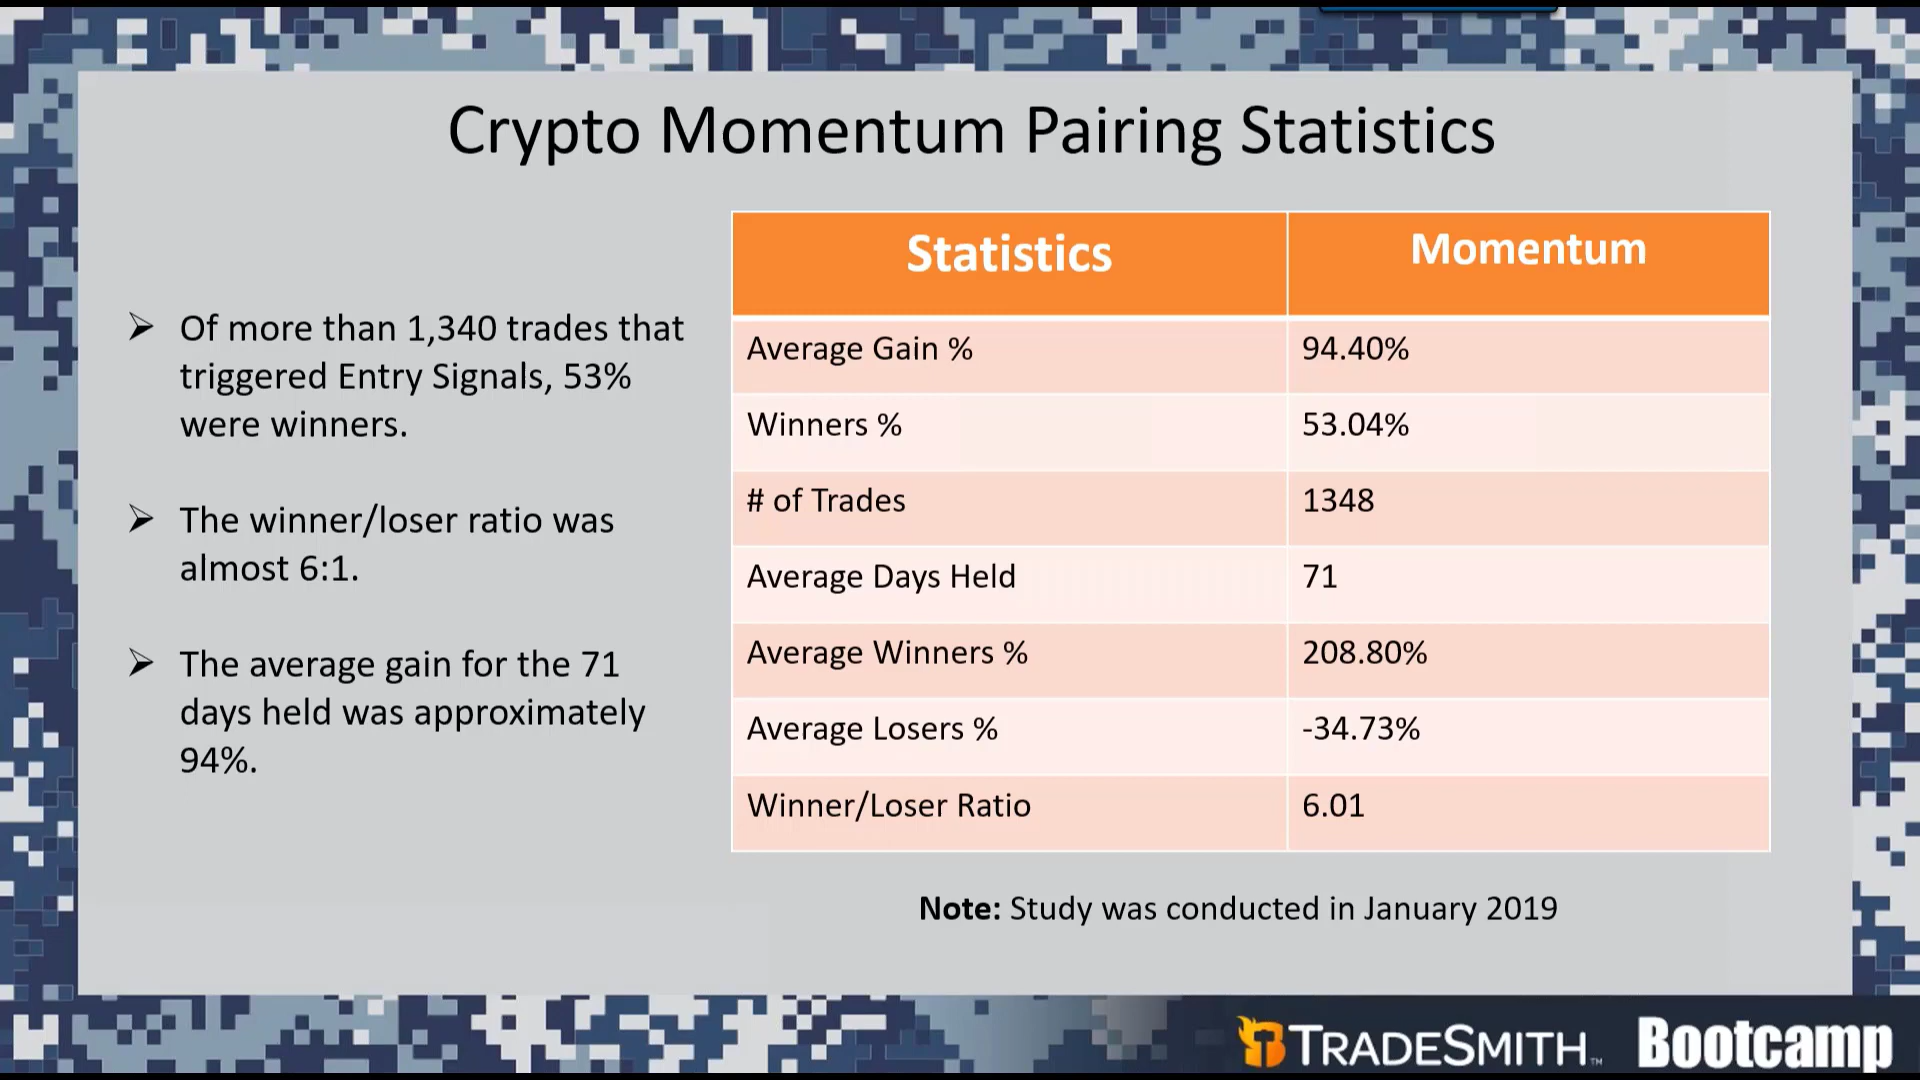 Crypto Momentum Pairing Statistics
➢ Of more than 1,340 trades that
triggered Entry Signals, 53%
were winners.
➢ The winner/loser ratio was
almost 6:1.
➢ The average gain for the 71
days held was approximately
94%.
Statistics Momentum
Average Gain % 94.40%
Winners % 53.04%
# of Trades 1348
Average Days Held 71
Average Winners % 208.80%
Average Losers % -34.73%
Winner/Loser Ratio 6.01
Note: Study was conducted in January 2019
TRADESMITH™ Bootcamp